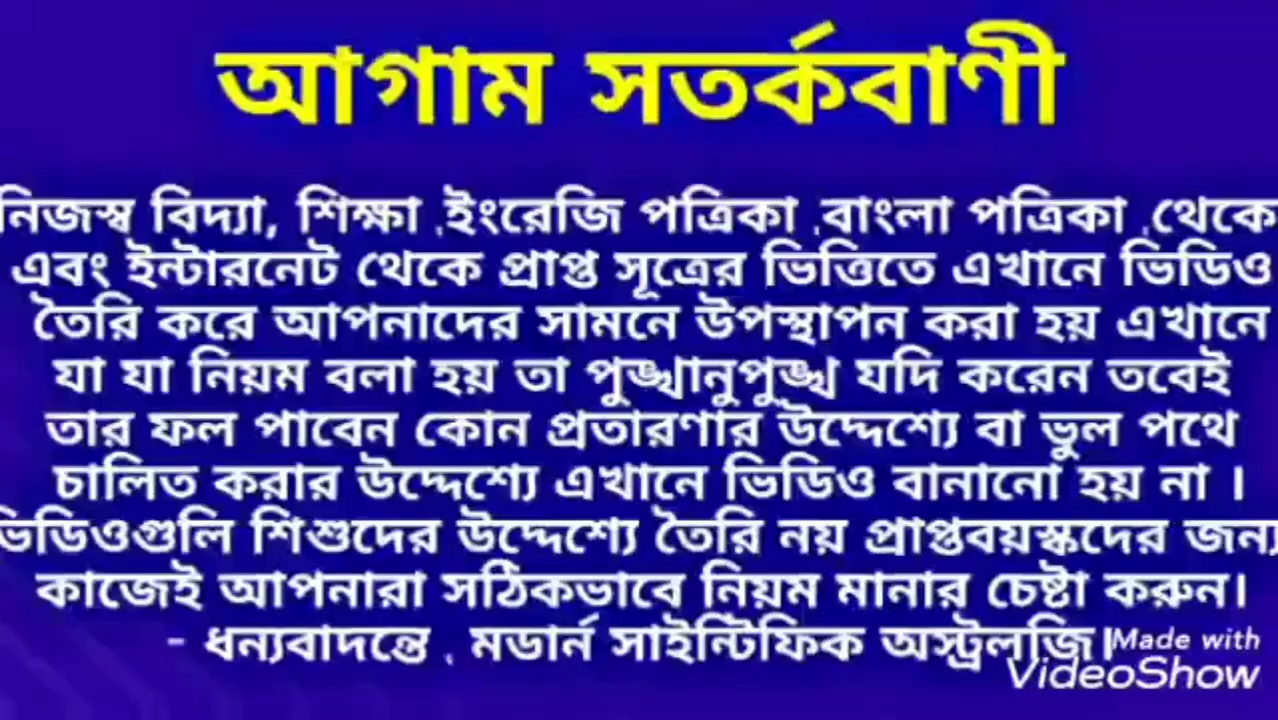 আগাম সতর্কবাণী
নিজস্ব বিদ্যা, শিক্ষা ,ইংরেজি পত্রিকা ,বাংলা পত্রিকা ,থেকে
এবং ইন্টারনেট থেকে প্রাপ্ত সূত্রের ভিত্তিতে এখানে ভিডিও
তৈরি করে আপনাদের সামনে উপস্থাপন করা হয় এখানে
যা যা নিয়ম বলা হয় তা পুঙ্খানুপুঙ্খ যদি করেন তবেই
তার ফল পাবেন কোন প্রতারণার উদ্দেশ্যে বা ভুল পথে
চালিত করার উদ্দেশ্যে এখানে ভিডিও বানানো হয় না ।
ভিডিওগুলি শিশুদের উদ্দেশ্যে তৈরি নয় প্রাপ্তবয়স্কদের জন্য
কাজেই আপনারা সঠিকভাবে নিয়ম মানার চেষ্টা করুন।
- ধন্যবাদন্তে , মডার্ন সাইন্টিফিক অস্ট্রলজি।
Made with
VideoShow